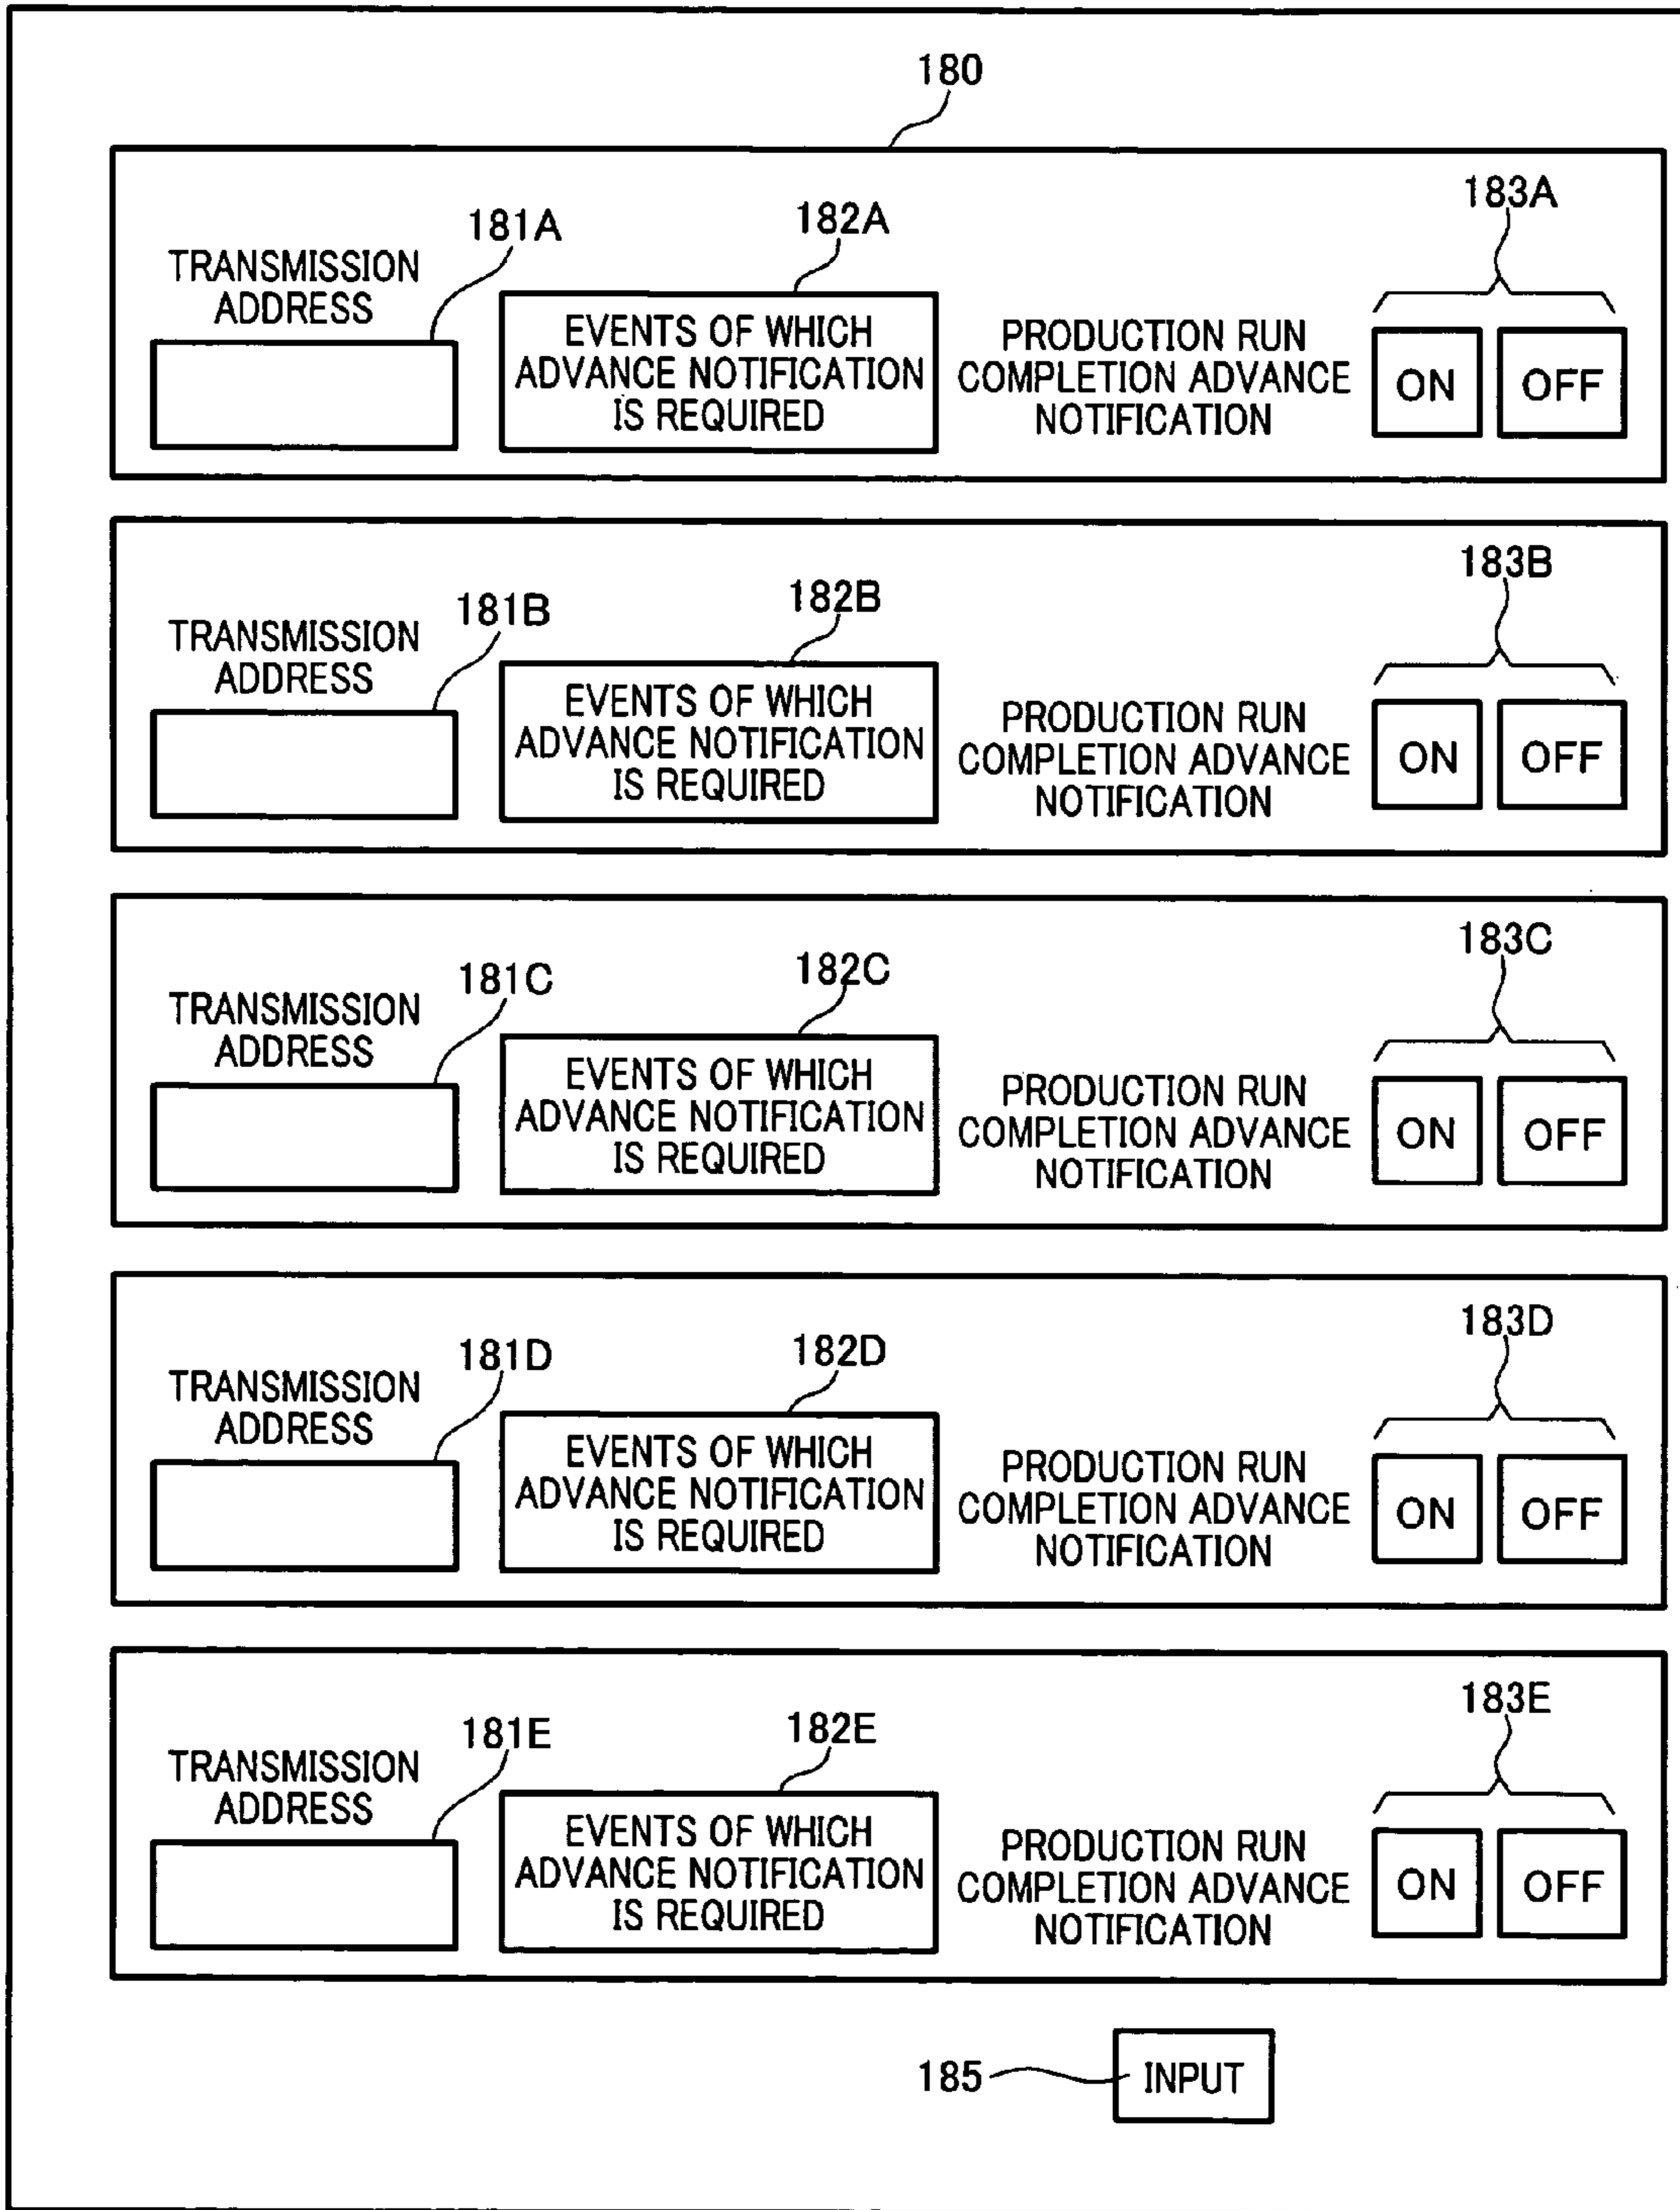 180
181A
182A
183A
TRANSMISSION
ADDRESS
EVENTS OF WHICH
ADVANCE NOTIFICATION
IS REQUIRED
PRODUCTION RUN
COMPLETION ADVANCE
NOTIFICATION
ON
OFF
181B
182B
183B
TRANSMISSION
ADDRESS
EVENTS OF WHICH
ADVANCE NOTIFICATION
IS REQUIRED
PRODUCTION RUN
COMPLETION ADVANCE
NOTIFICATION
ON
OFF
181C
182C
183C
TRANSMISSION
ADDRESS
EVENTS OF WHICH
ADVANCE NOTIFICATION
IS REQUIRED
PRODUCTION RUN
COMPLETION ADVANCE
NOTIFICATION
ON
OFF
181D
182D
183D
TRANSMISSION
ADDRESS
EVENTS OF WHICH
ADVANCE NOTIFICATION
IS REQUIRED
PRODUCTION RUN
COMPLETION ADVANCE
NOTIFICATION
ON
OFF
181E
182E
183E
TRANSMISSION
ADDRESS
EVENTS OF WHICH
ADVANCE NOTIFICATION
IS REQUIRED
PRODUCTION RUN
COMPLETION ADVANCE
NOTIFICATION
ON
OFF
185
INPUT